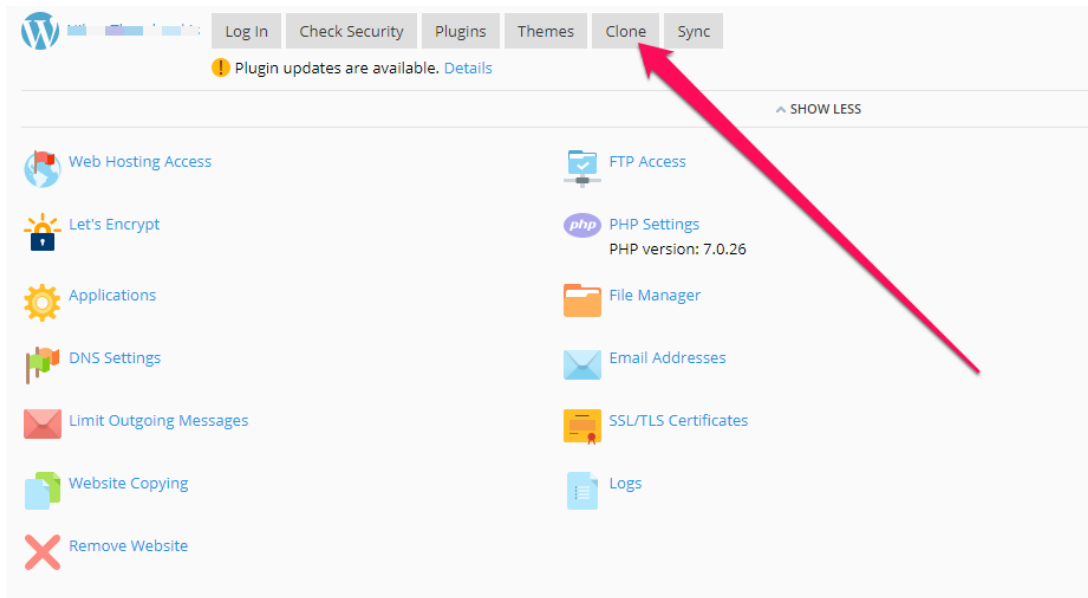 Log In Check Security Plugins Themes Clone Sync
Plugin updates are available. Details
SHOW LESS
Web Hosting Access
FTP Access
Let's Encrypt
php PHP Settings
PHP version: 7.0.26
Applications
File Manager
DNS Settings
Email Addresses
Limit Outgoing Messages
SSL/TLS Certificates
Website Copying
Logs
Remove Website